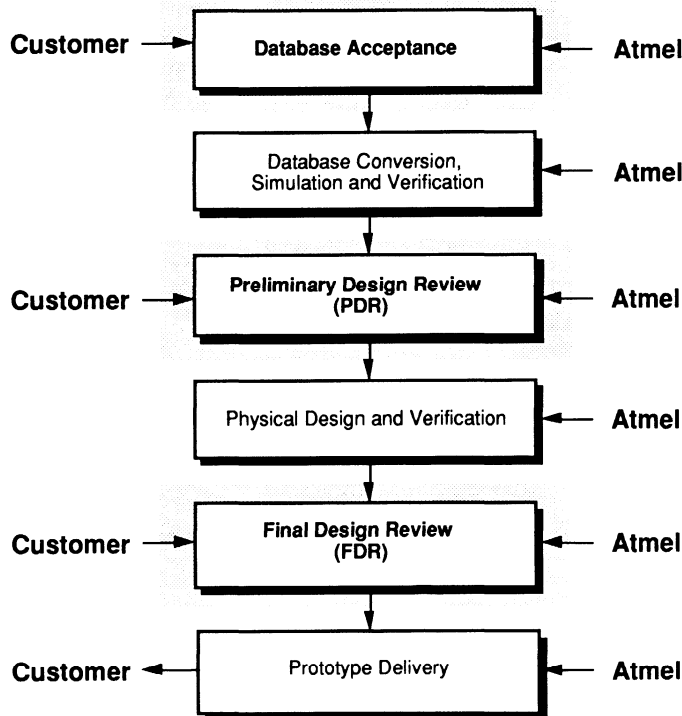 Customer
Database Acceptance
Atmel
Database Conversion,
Simulation and Verification
Atmel
Customer
Preliminary Design Review
(PDR)
Atmel
Physical Design and Verification
Atmel
Customer
Final Design Review
(FDR)
Atmel
Customer
Prototype Delivery
Atmel